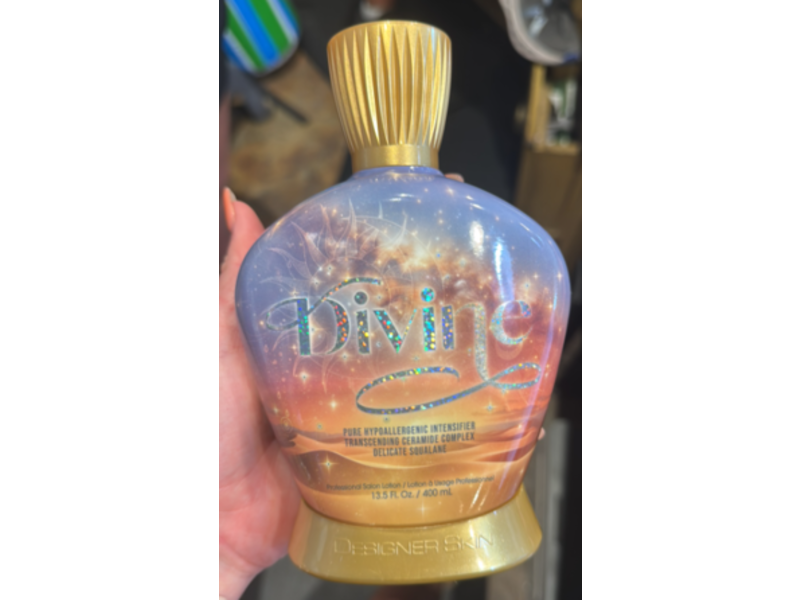 Divine
PURE HYPOALLERGENIC INTENSIFIER
TRANSCENDING CERAMIDE COMPLEX
DELICATE SQUALANE
Professional Salon Lotion / Lotion à Usage Professionnel
13.5 Fl. Oz. / 400 mL
DESIGNER SKIN